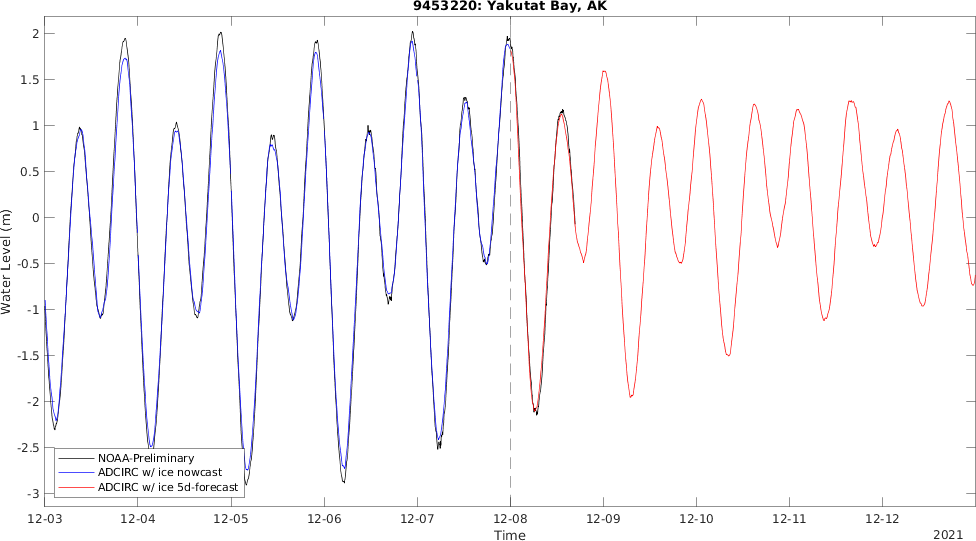 9453220: Yakutat Bay, AK
2
1.5
1
0.5
0
-0.5
-1
-1.5
-2
-2.5
-3
Water Level (m)
NOAA-Preliminary
ADCIRC w/ ice nowcast
ADCIRC w/ ice 5d-forecast
12-03 12-04 12-05 12-06 12-07 12-08 12-09 12-10 12-11 12-12
Time
2021